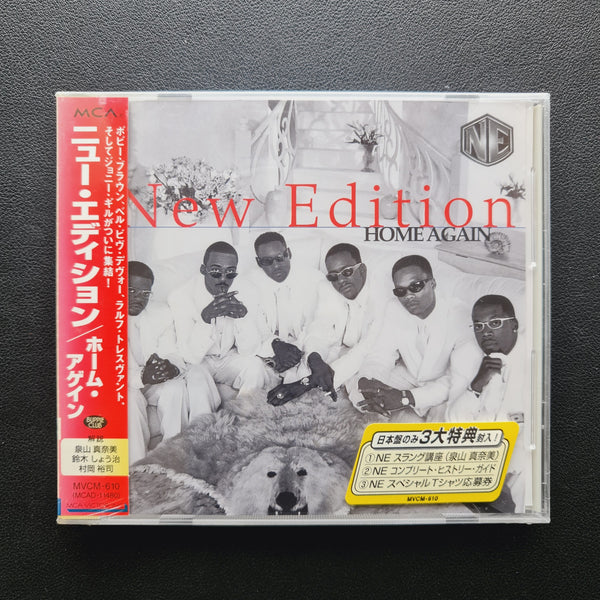 MCA
ボビー・ブラウン、ベル・ビヴ・デヴォー、ラルフ・トレスヴァント、
そしてジョニー・ギルがついに集結！
ニュー・エディション／ホーム・
アゲイン
BUPPIE
CLUB
解説
泉山 真奈美
鈴木 しょう治
村岡 裕司
MVCM-610
(MCAD-11480)
MCA VICTOR
NE
New Edition
HOME AGAIN
日本盤のみ3大特典封入！
①NE スラング講座（泉山 真奈美）
②NE コンプリート・ヒストリー・ガイド
③NE スペシャルTシャツ応募券
MVCM-610